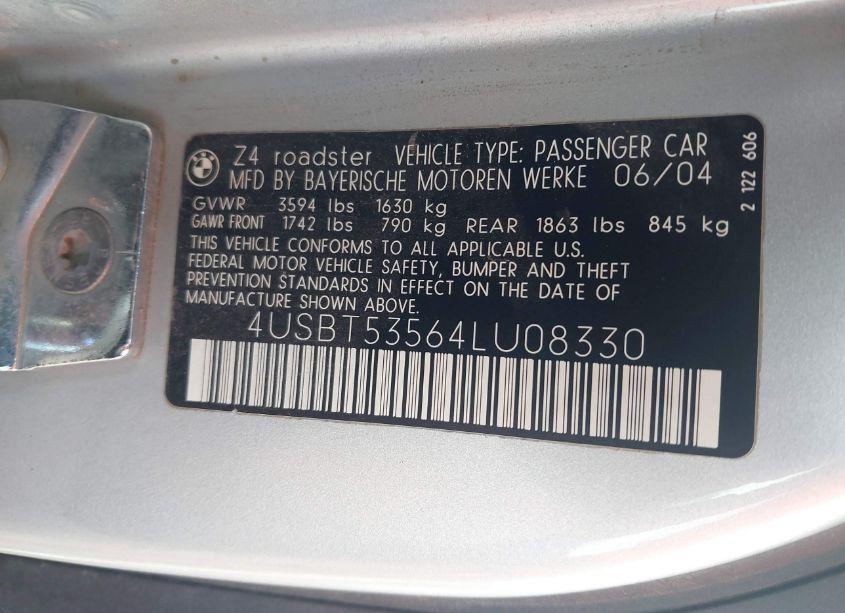 Z4 roadster VEHICLE TYPE: PASSENGER CAR
MFD BY BAYERISCHE MOTOREN WERKE 06/04
GVWR 3594 lbs 1630 kg
GAWR FRONT 1742 lbs 790 kg REAR 1863 lbs 845 kg
THIS VEHICLE CONFORMS TO ALL APPLICABLE U.S.
FEDERAL MOTOR VEHICLE SAFETY, BUMPER AND THEFT
PREVENTION STANDARDS IN EFFECT ON THE DATE OF
MANUFACTURE SHOWN ABOVE.
4USBT53564LU08330
2 122 606